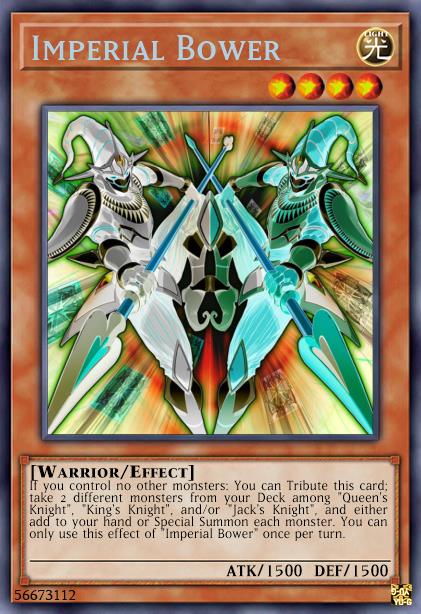 Imperial Bower
LIGHT
光
[Warrior/Effect]
If you control no other monsters: You can Tribute this card;
take 2 different monsters from your Deck among "Queen's
Knight", "King's Knight", and/or "Jack's Knight", and either
add to your hand or Special Summon each monster. You can
only use this effect of "Imperial Bower" once per turn.
ATK/1500 DEF/1500
56673112